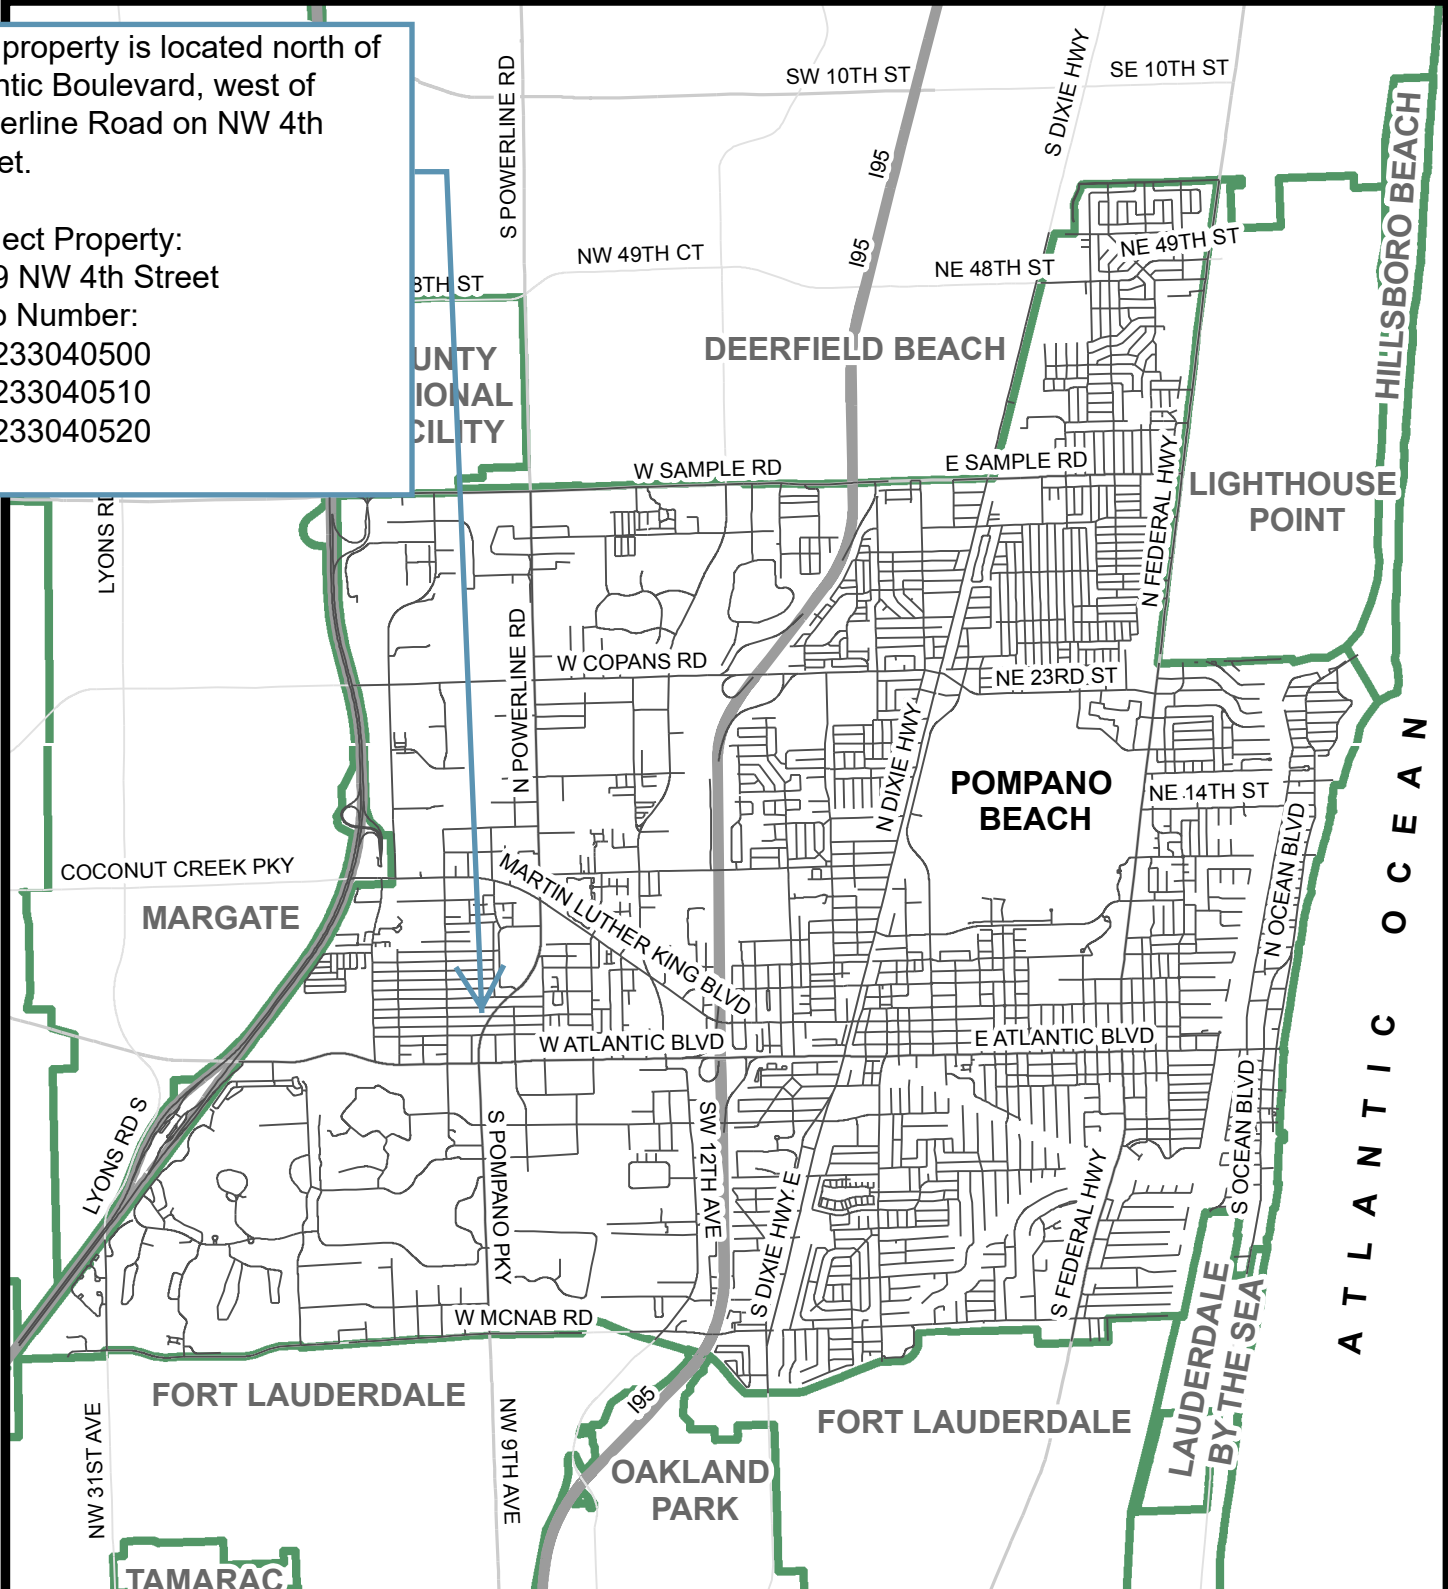 property is located north of
ntic Boulevard, west of
erline Road on NW 4th
et.
ect Property:
9 NW 4th Street
o Number:
233040500
233040510
233040520
S POWERLINE RD
SW 10TH ST
S DIXIE HWY
SE 10TH ST
I95
HILLSBORO BEACH
NW 49TH CT
I95
NE 48TH ST
NE 49TH ST
8TH ST
UNTY
IONAL
CILITY
DEERFIELD BEACH
W SAMPLE RD
E SAMPLE RD
N FEDERAL HWY
LIGHTHOUSE
POINT
LYONS RD
N POWERLINE RD
W COPANS RD
NE 23RD ST
N DIXIE HWY
POMPANO
BEACH
NE 14TH ST
N OCEAN BLVD
ATLANTIC OCEAN
COCONUT CREEK PKY
MARGATE
MARTIN LUTHER KING BLVD
W ATLANTIC BLVD
E ATLANTIC BLVD
LYONS RD S
S POMPANO PKY
SW 12TH AVE
S DIXIE HWY E
S FEDERAL HWY
S OCEAN BLVD
W MCNAB RD
LAUDERDALE
BY THE SEA
FORT LAUDERDALE
I95
FORT LAUDERDALE
NW 31ST AVE
NW 9TH AVE
OAKLAND
PARK
TAMARAC